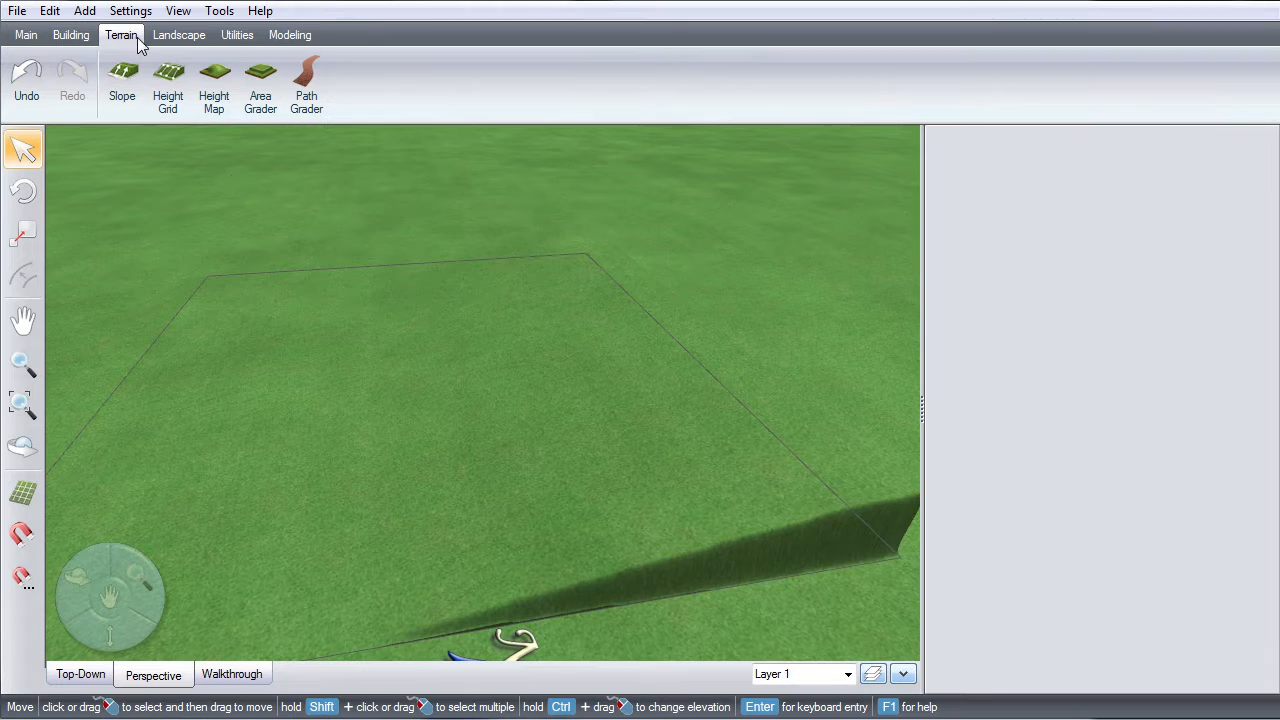 File Edit Add Settings View Tools Help
Main Building Terrain Landscape Utilities Modeling
Undo Redo Slope Height Grid Height Map Area Grader Path Grader
Top-Down Perspective Walkthrough Layer 1
Move click or drag to select and then drag to move hold Shift + click or drag to select multiple hold Ctrl + drag to change elevation Enter for keyboard entry F1 for help